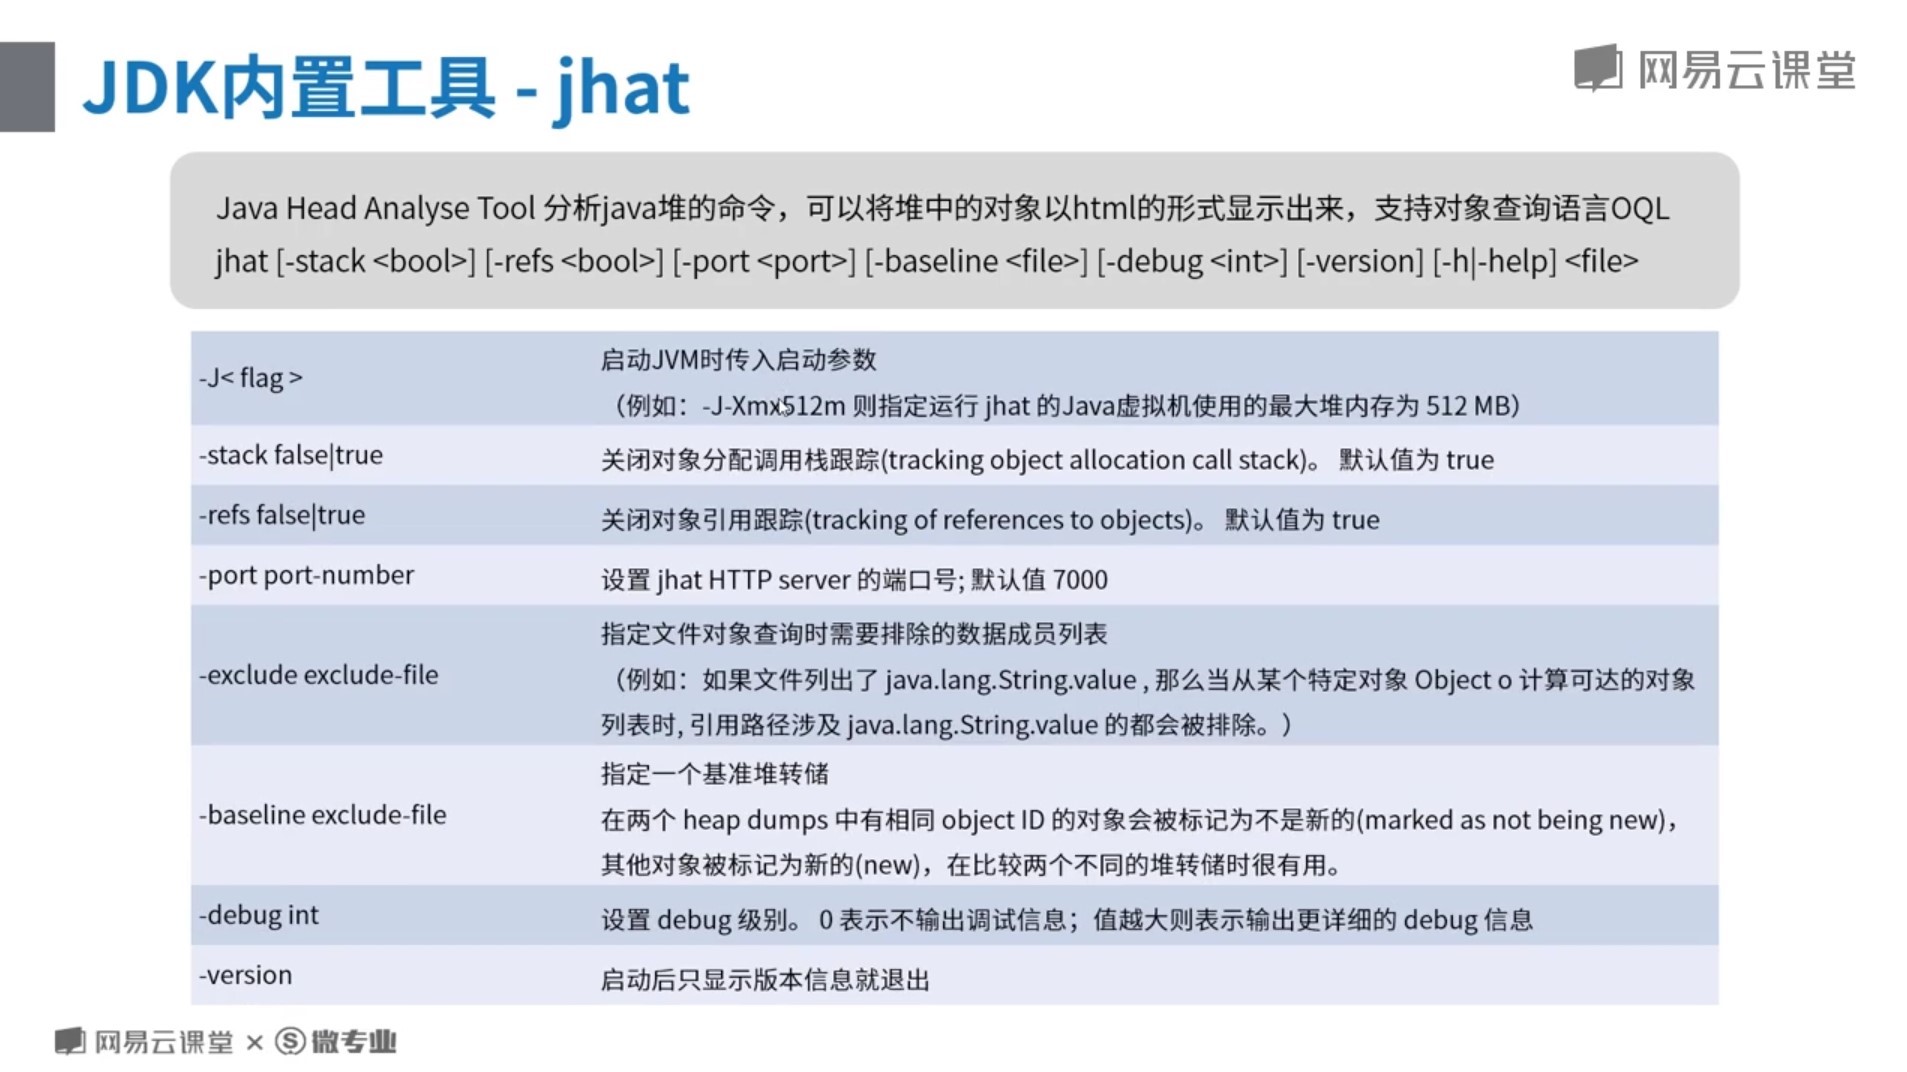 JDK内置工具 - jhat
网易云课堂
Java Head Analyse Tool 分析java堆的命令，可以将堆中的对象以html的形式显示出来，支持对象查询语言OQL
jhat [-stack <bool>] [-refs <bool>] [-port <port>] [-baseline <file>] [-debug <int>] [-version] [-h|-help] <file>
-J< flag >
启动JVM时传入启动参数
（例如：-J-Xmx512m 则指定运行 jhat 的Java虚拟机使用的最大堆内存为 512 MB）
-stack false|true
关闭对象分配调用栈跟踪(tracking object allocation call stack)。 默认值为 true
-refs false|true
关闭对象引用跟踪(tracking of references to objects)。 默认值为 true
-port port-number
设置 jhat HTTP server 的端口号; 默认值 7000
-exclude exclude-file
指定文件对象查询时需要排除的数据成员列表
（例如：如果文件列出了 java.lang.String.value , 那么当从某个特定对象 Object o 计算可达的对象
列表时, 引用路径涉及 java.lang.String.value 的都会被排除。）
-baseline exclude-file
指定一个基准堆转储
在两个 heap dumps 中有相同 object ID 的对象会被标记为不是新的(marked as not being new)，
其他对象被标记为新的(new)，在比较两个不同的堆转储时很有用。
-debug int
设置 debug 级别。 0 表示不输出调试信息；值越大则表示输出更详细的 debug 信息
-version
启动后只显示版本信息就退出
网易云课堂 × Ⓢ微专业